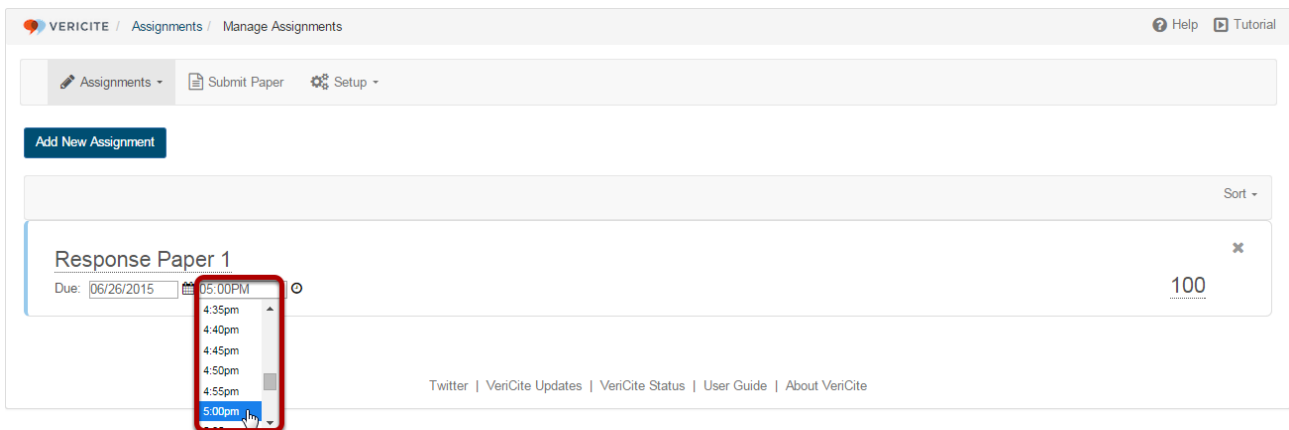 VERICITE / Assignments / Manage Assignments Help Tutorial
Assignments Submit Paper Setup
Add New Assignment
Sort
Response Paper 1
Due: 06/26/2015 05:00PM
100
4:35pm
4:40pm
4:45pm
4:50pm
4:55pm
5:00pm
Twitter | VeriCite Updates | VeriCite Status | User Guide | About VeriCite